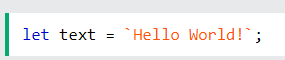 let text = `Hello World!`;